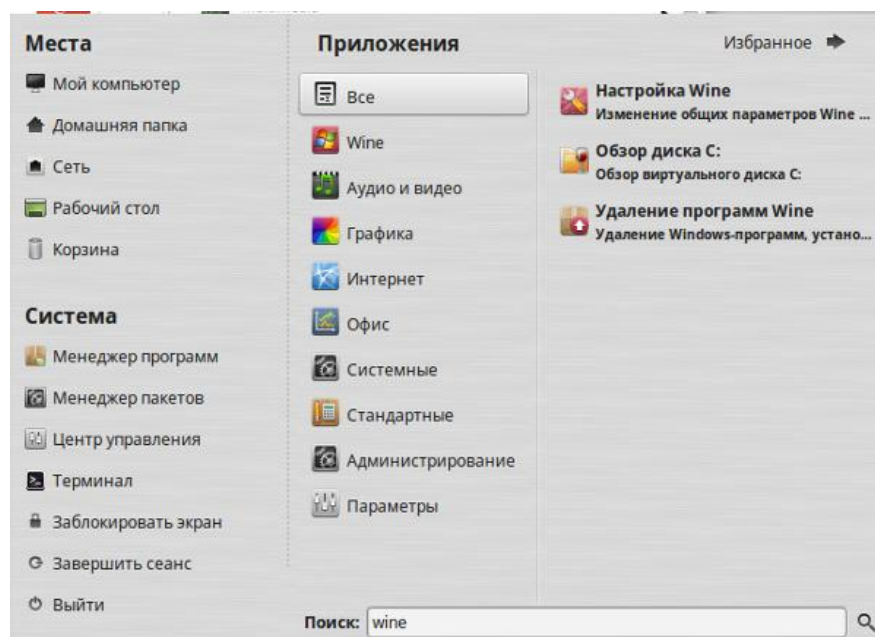 Места
Мой компьютер
Домашняя папка
Сеть
Рабочий стол
Корзина
Система
Менеджер программ
Менеджер пакетов
Центр управления
Терминал
Заблокировать экран
Завершить сеанс
Выйти
Приложения
Избранное
Все
Wine
Аудио и видео
Графика
Интернет
Офис
Системные
Стандартные
Администрирование
Параметры
Настройка Wine
Изменение общих параметров Wine ...
Обзор диска C:
Обзор виртуального диска C:
Удаление программ Wine
Удаление Windows-программ, устано...
Поиск: wine